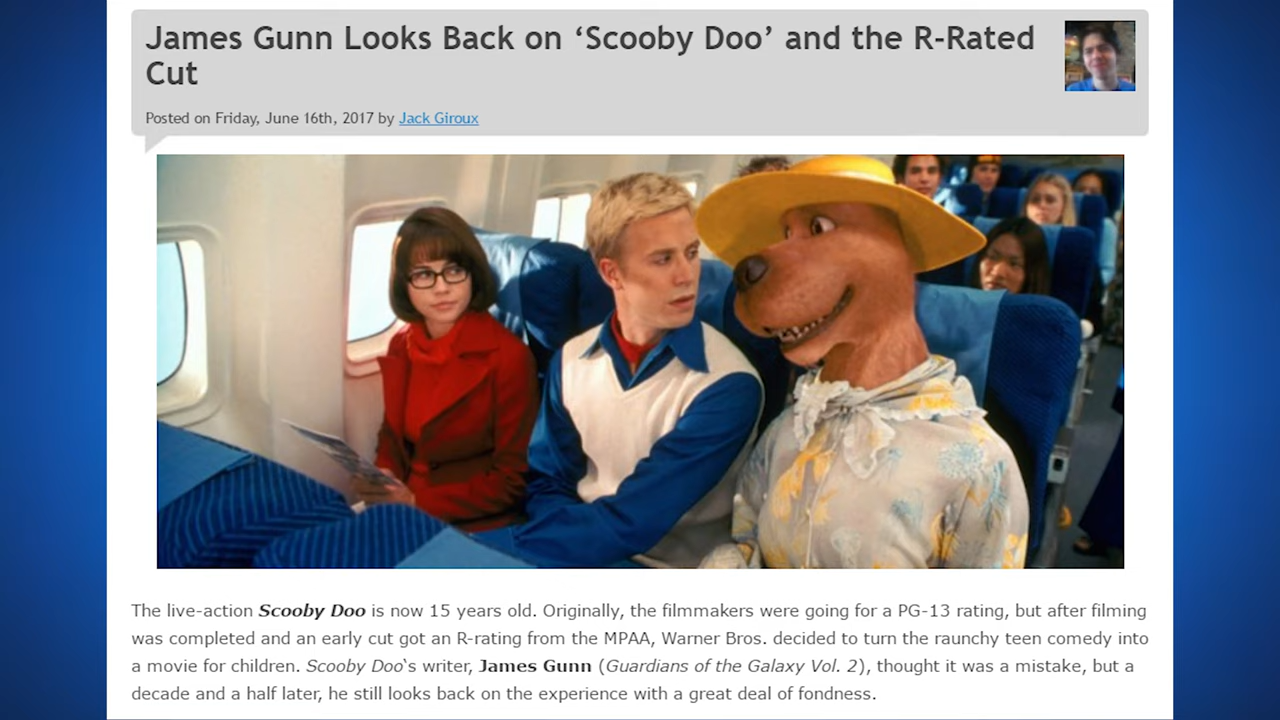 James Gunn Looks Back on ‘Scooby Doo’ and the R-Rated
Cut
Posted on Friday, June 16th, 2017 by Jack Giroux
The live-action Scooby Doo is now 15 years old. Originally, the filmmakers were going for a PG-13 rating, but after filming
was completed and an early cut got an R-rating from the MPAA, Warner Bros. decided to turn the raunchy teen comedy into
a movie for children. Scooby Doo‘s writer, James Gunn (Guardians of the Galaxy Vol. 2), thought it was a mistake, but a
decade and a half later, he still looks back on the experience with a great deal of fondness.